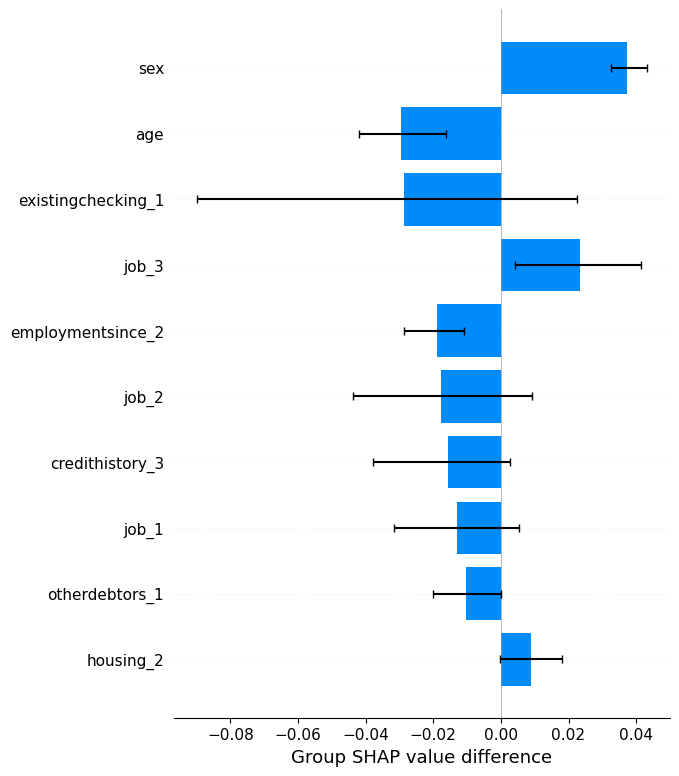 sex
age
existingchecking_1
job_3
employmentsince_2
job_2
credithistory_3
job_1
otherdebtors_1
housing_2
−0.08 −0.06 −0.04 −0.02 0.00 0.02 0.04
Group SHAP value difference